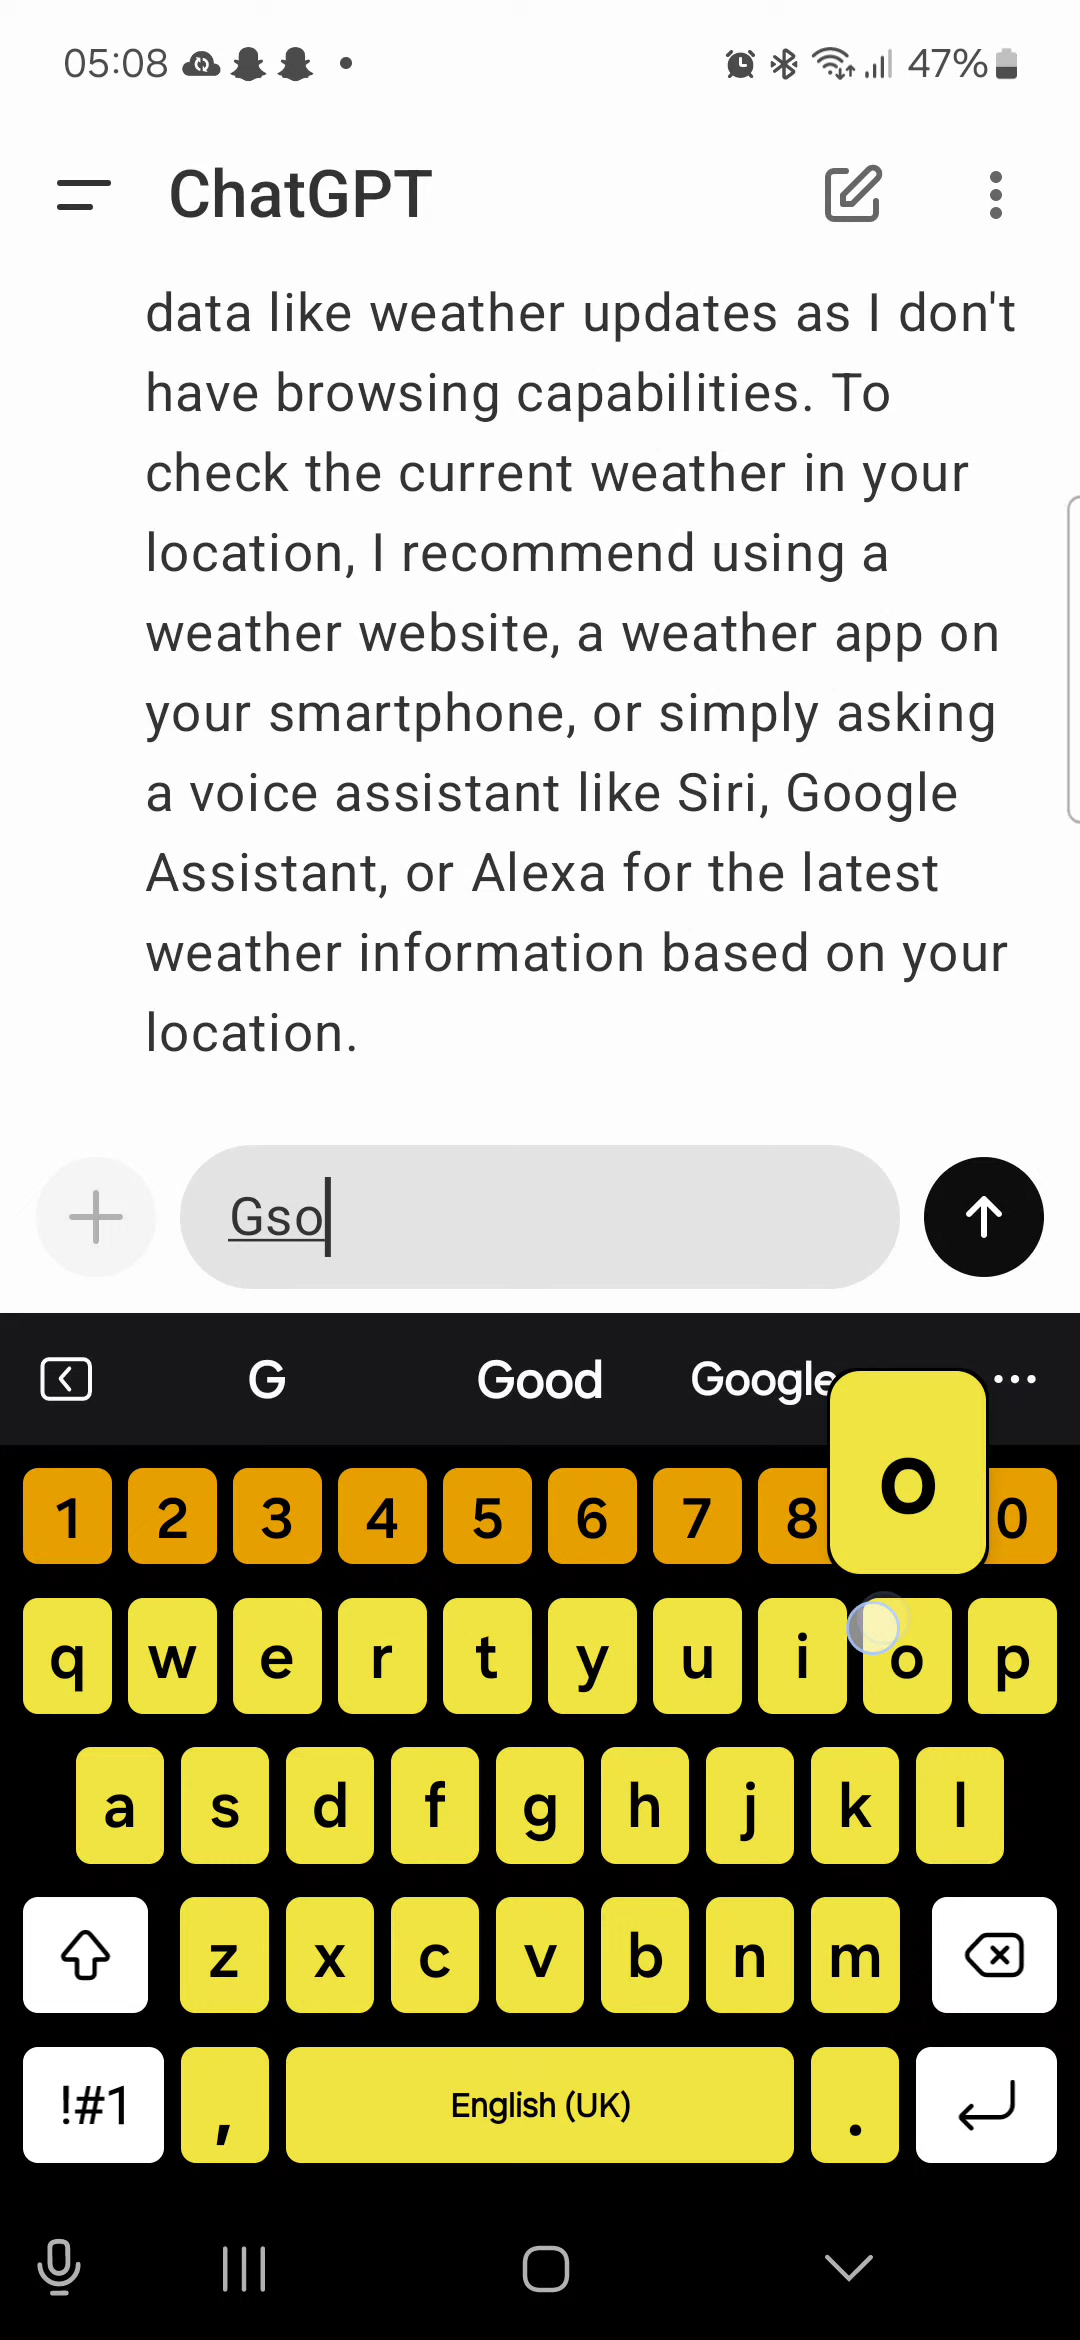 05:08 47%
ChatGPT
data like weather updates as I don't
have browsing capabilities. To
check the current weather in your
location, I recommend using a
weather website, a weather app on
your smartphone, or simply asking
a voice assistant like Siri, Google
Assistant, or Alexa for the latest
weather information based on your
location.
Gso
G Good Google
o
1 2 3 4 5 6 7 8 0
q w e r t y u i o p
a s d f g h j k l
z x c v b n m
!#1 , English (UK) .